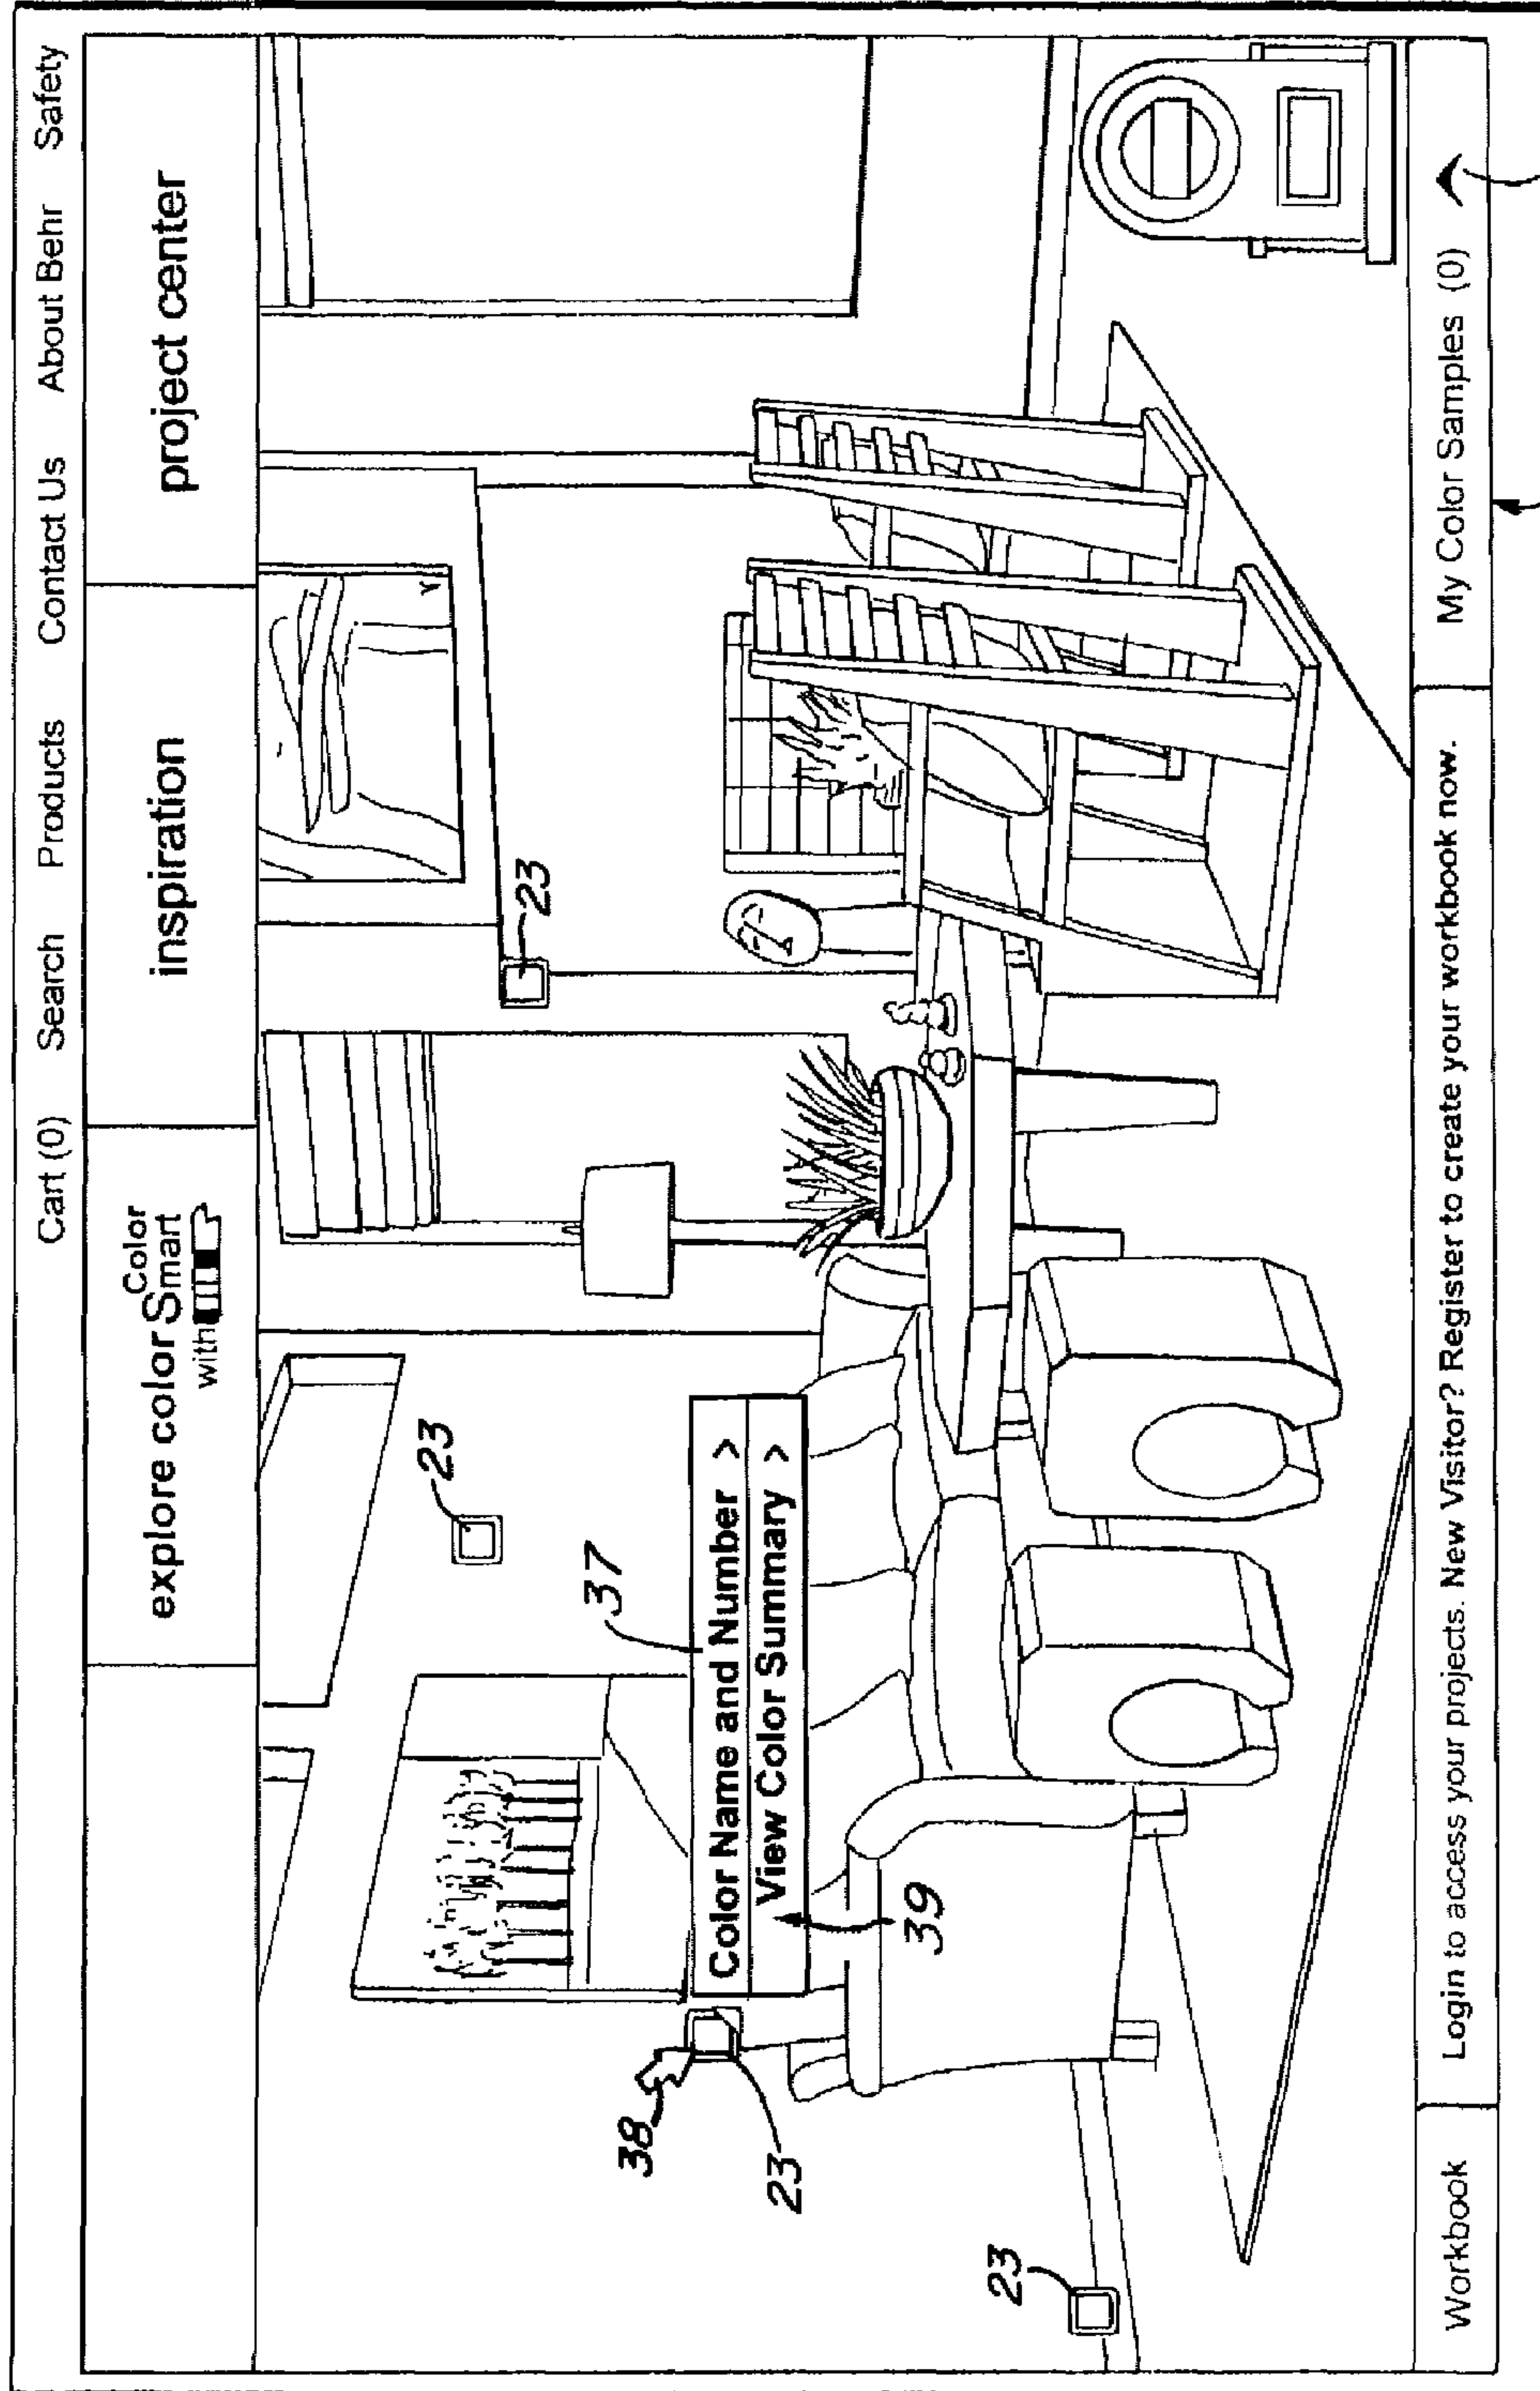 Cart (0) Search Products Contact Us About Behr Safety
explore color
with
Color
Smart
inspiration
project center
23
23
37
Color Name and Number >
View Color Summary >
38
23
39
23
Workbook
Login to access your projects. New Visitor? Register to create your workbook now.
My Color Samples (0)